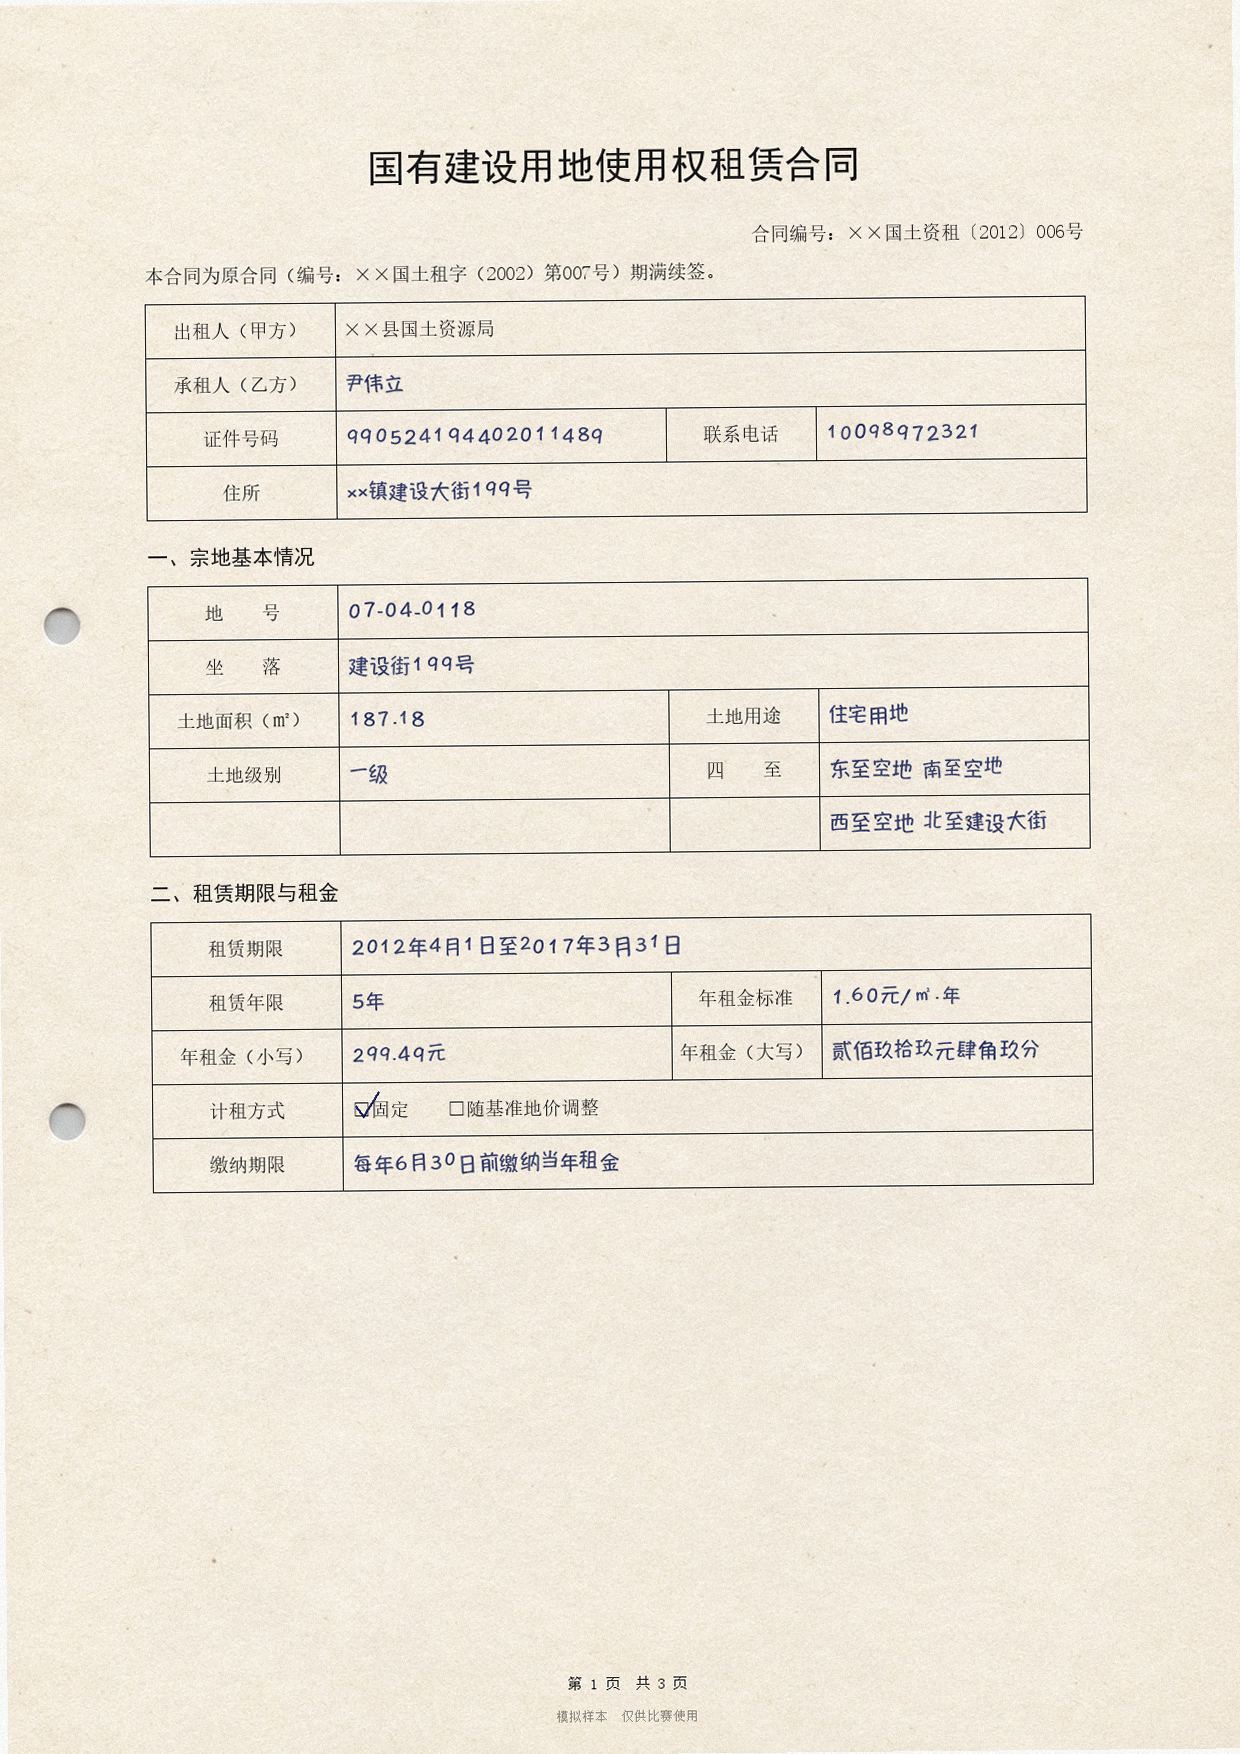 国有建设用地使用权租赁合同
合同编号：××国土资租〔2012〕006号
本合同为原合同（编号：××国土租字（2002）第007号）期满续签。
出租人（甲方） ××县国土资源局
承租人（乙方） 尹伟立
证件号码 990524194402011489 联系电话 10098972321
住所 ××镇建设大街199号
一、宗地基本情况
地　号 07-04-0118
坐　落 建设街199号
土地面积（㎡） 187.18 土地用途 住宅用地
土地级别 一级 四　至 东至空地 南至空地
西至空地 北至建设大街
二、租赁期限与租金
租赁期限 2012年4月1日至2017年3月31日
租赁年限 5年 年租金标准 1.60元/㎡·年
年租金（小写） 299.49元 年租金（大写） 贰佰玖拾玖元肆角玖分
计租方式 ☑固定 □随基准地价调整
缴纳期限 每年6月30日前缴纳当年租金
第 1 页 共 3 页
模拟样本 仅供比赛使用